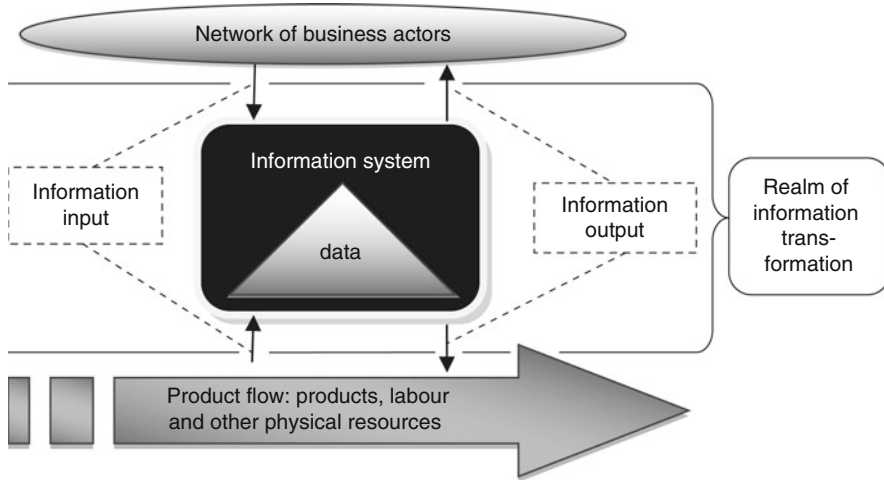 Network of business actors
Information system
Information
input
data
Information
output
Realm of
information
trans-
formation
Product flow: products, labour
and other physical resources